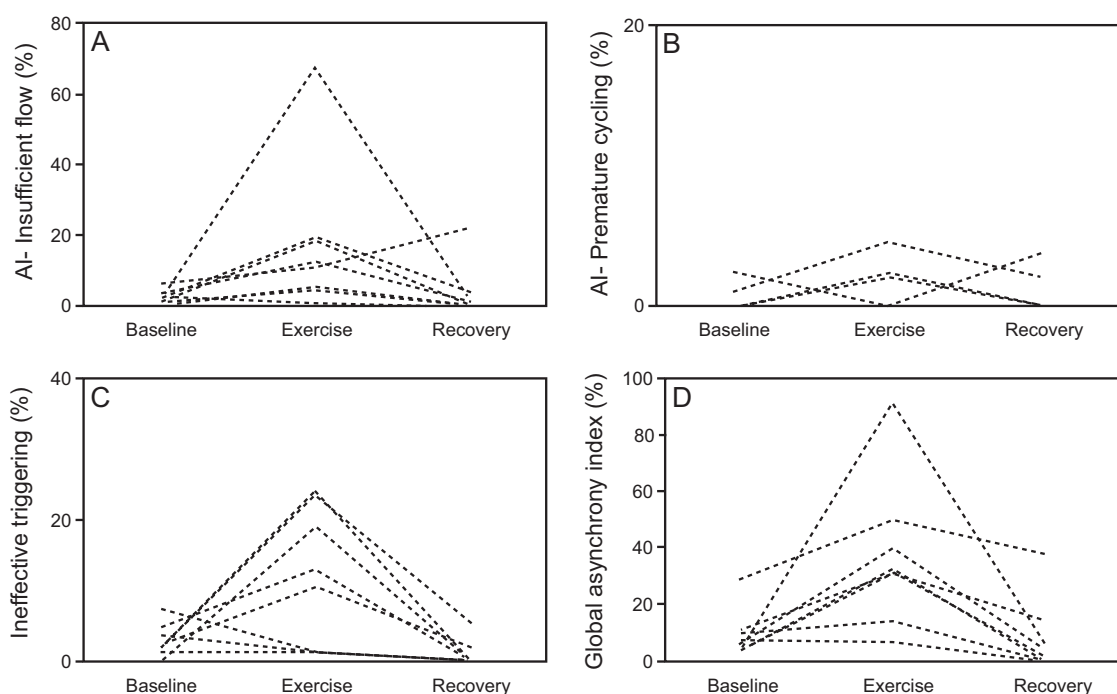 A
AI- Insufficient flow (%)
80
60
40
20
0
Baseline Exercise Recovery
B
AI- Premature cycling (%)
20
0
Baseline Exercise Recovery
C
Ineffective triggering (%)
40
20
0
Baseline Exercise Recovery
D
Global asynchrony index (%)
100
80
60
40
20
0
Baseline Exercise Recovery